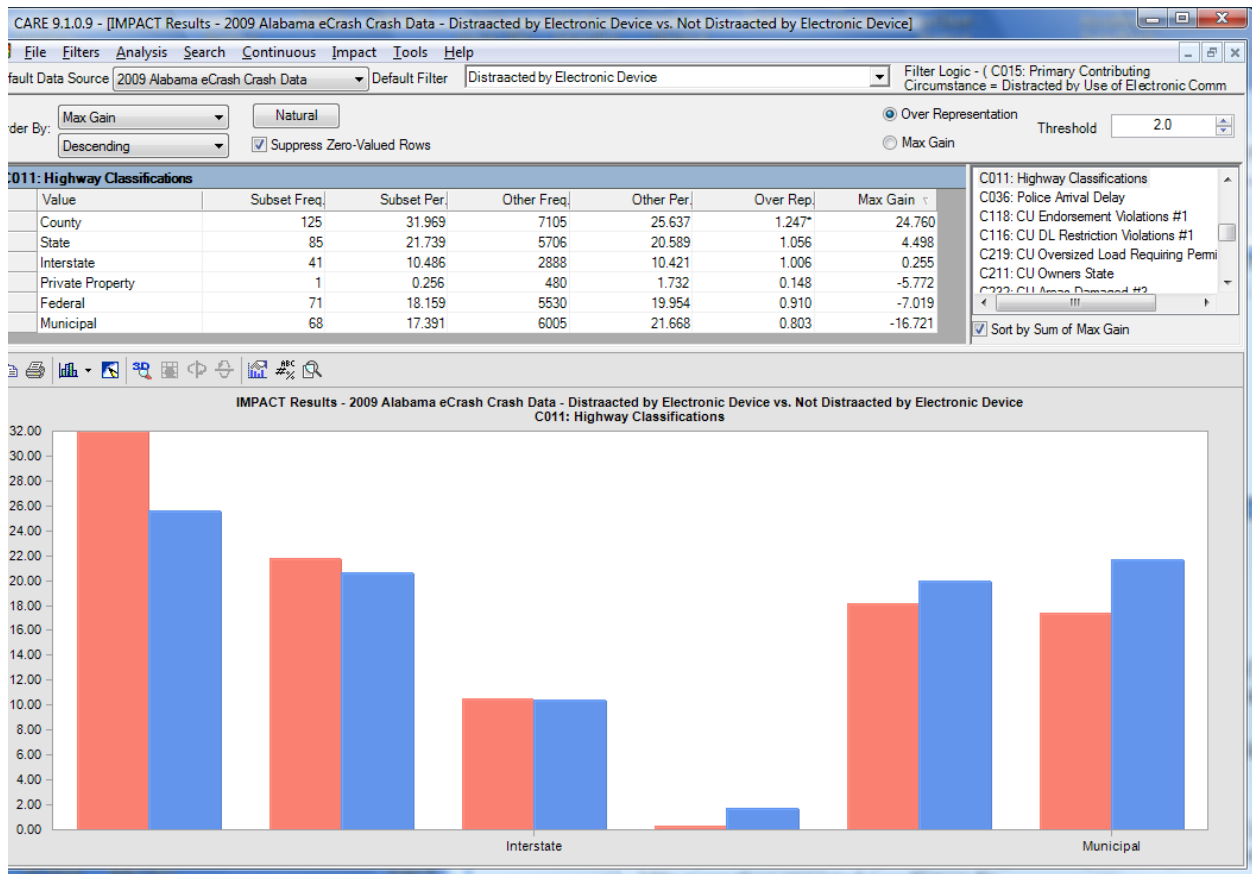 CARE 9.1.0.9 - [IMPACT Results - 2009 Alabama eCrash Crash Data - Distraacted by Electronic Device vs. Not Distraacted by Electronic Device]
File Filters Analysis Search Continuous Impact Tools Help
fault Data Source 2009 Alabama eCrash Crash Data Default Filter Distraacted by Electronic Device Filter Logic - ( C015: Primary Contributing
Circumstance = Distracted by Use of Electronic Comm
der By: Max Gain Natural Over Representation Threshold 2.0
Descending Suppress Zero-Valued Rows Max Gain
C011: Highway Classifications
Value Subset Freq. Subset Per. Other Freq. Other Per. Over Rep. Max Gain
County 125 31.969 7105 25.637 1.247* 24.760
State 85 21.739 5706 20.589 1.056 4.498
Interstate 41 10.486 2888 10.421 1.006 0.255
Private Property 1 0.256 480 1.732 0.148 -5.772
Federal 71 18.159 5530 19.954 0.910 -7.019
Municipal 68 17.391 6005 21.668 0.803 -16.721
C011: Highway Classifications
C036: Police Arrival Delay
C118: CU Endorsement Violations #1
C116: CU DL Restriction Violations #1
C219: CU Oversized Load Requiring Permi
C211: CU Owners State
C232: CU Areas Damaged #3
Sort by Sum of Max Gain
3D ABC #%
IMPACT Results - 2009 Alabama eCrash Crash Data - Distraacted by Electronic Device vs. Not Distraacted by Electronic Device
C011: Highway Classifications
32.00
30.00
28.00
26.00
24.00
22.00
20.00
18.00
16.00
14.00
12.00
10.00
8.00
6.00
4.00
2.00
0.00
Interstate Municipal